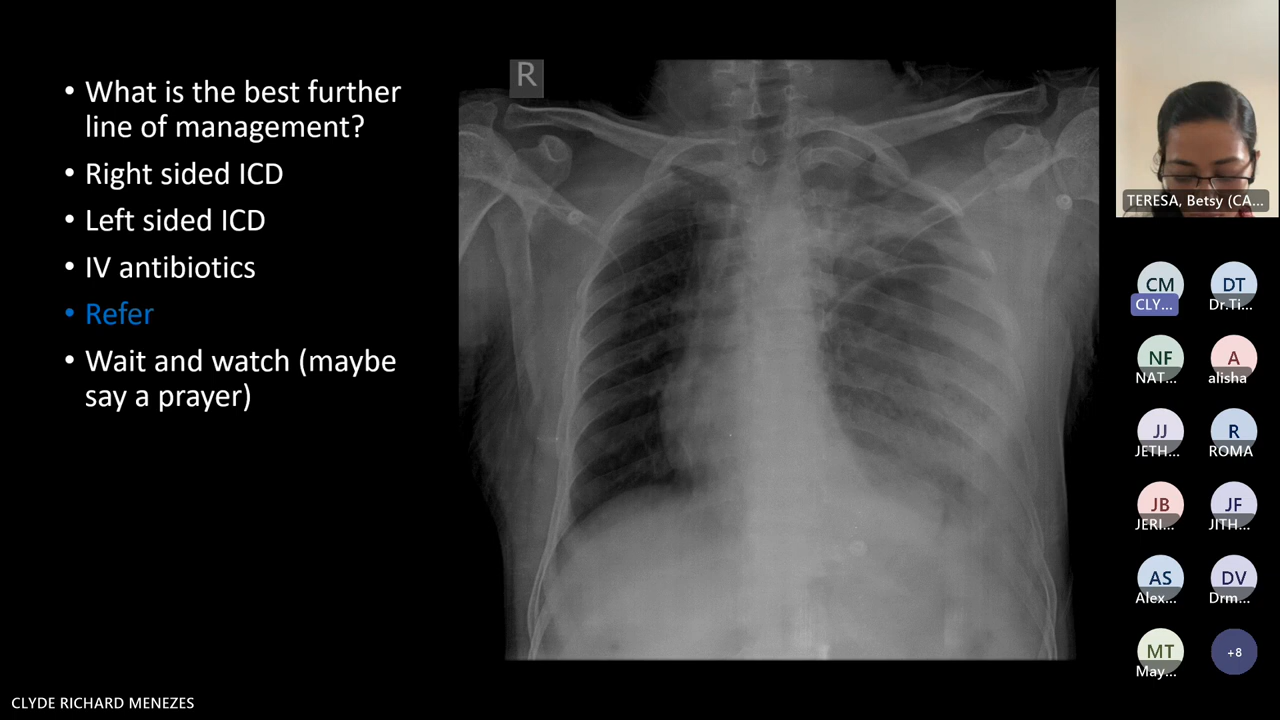 • What is the best further
line of management?
• Right sided ICD
• Left sided ICD
• IV antibiotics
• Refer
• Wait and watch (maybe
say a prayer)
R
TERESA, Betsy (CA...
CM
CLY...
DT
Dr.Ti...
NF
NAT...
A
alisha
JJ
JETH...
R
ROMA
JB
JERI...
JF
JITH...
AS
Alex...
DV
Drm...
MT
May...
+8
CLYDE RICHARD MENEZES